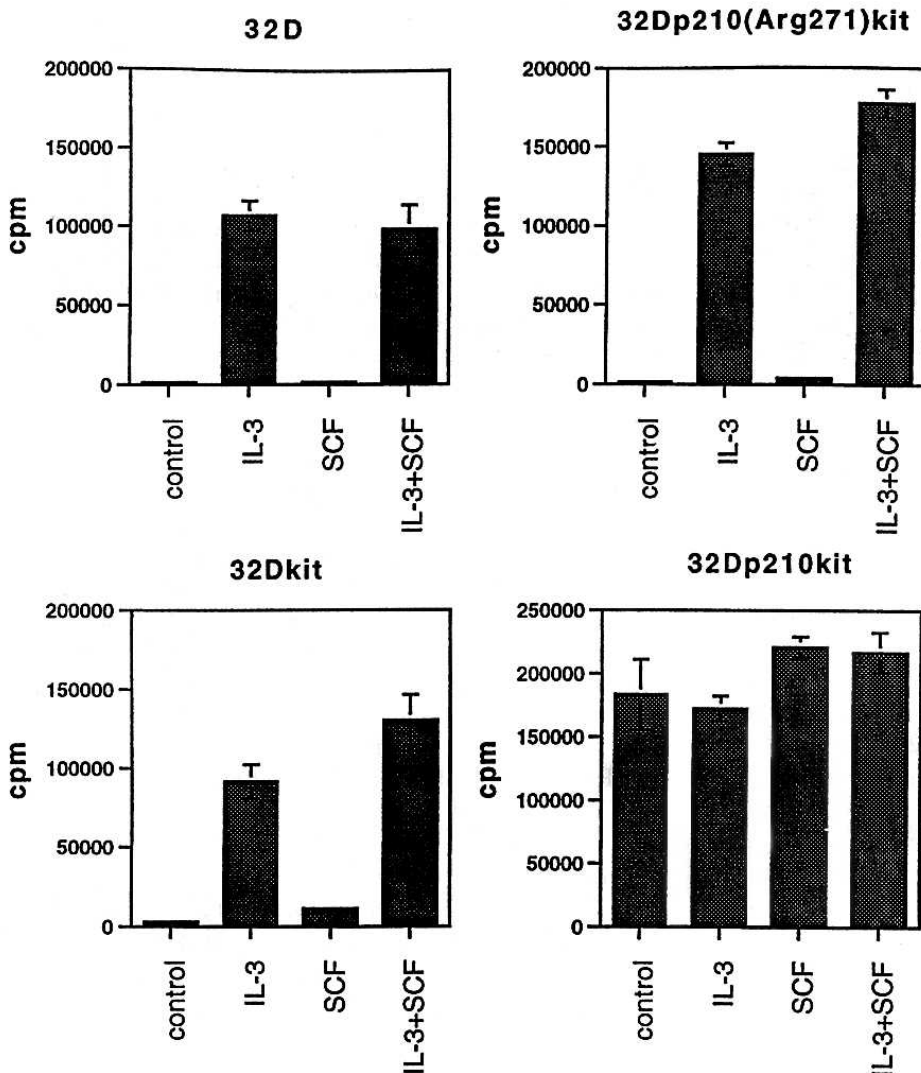 32D
32Dp210(Arg271)kit
cpm
200000
150000
100000
50000
0
control
IL-3
SCF
IL-3+SCF
cpm
200000
150000
100000
50000
0
control
IL-3
SCF
IL-3+SCF
32Dkit
32Dp210kit
cpm
200000
150000
100000
50000
0
control
IL-3
SCF
IL-3+SCF
cpm
250000
200000
150000
100000
50000
0
control
IL-3
SCF
IL-3+SCF